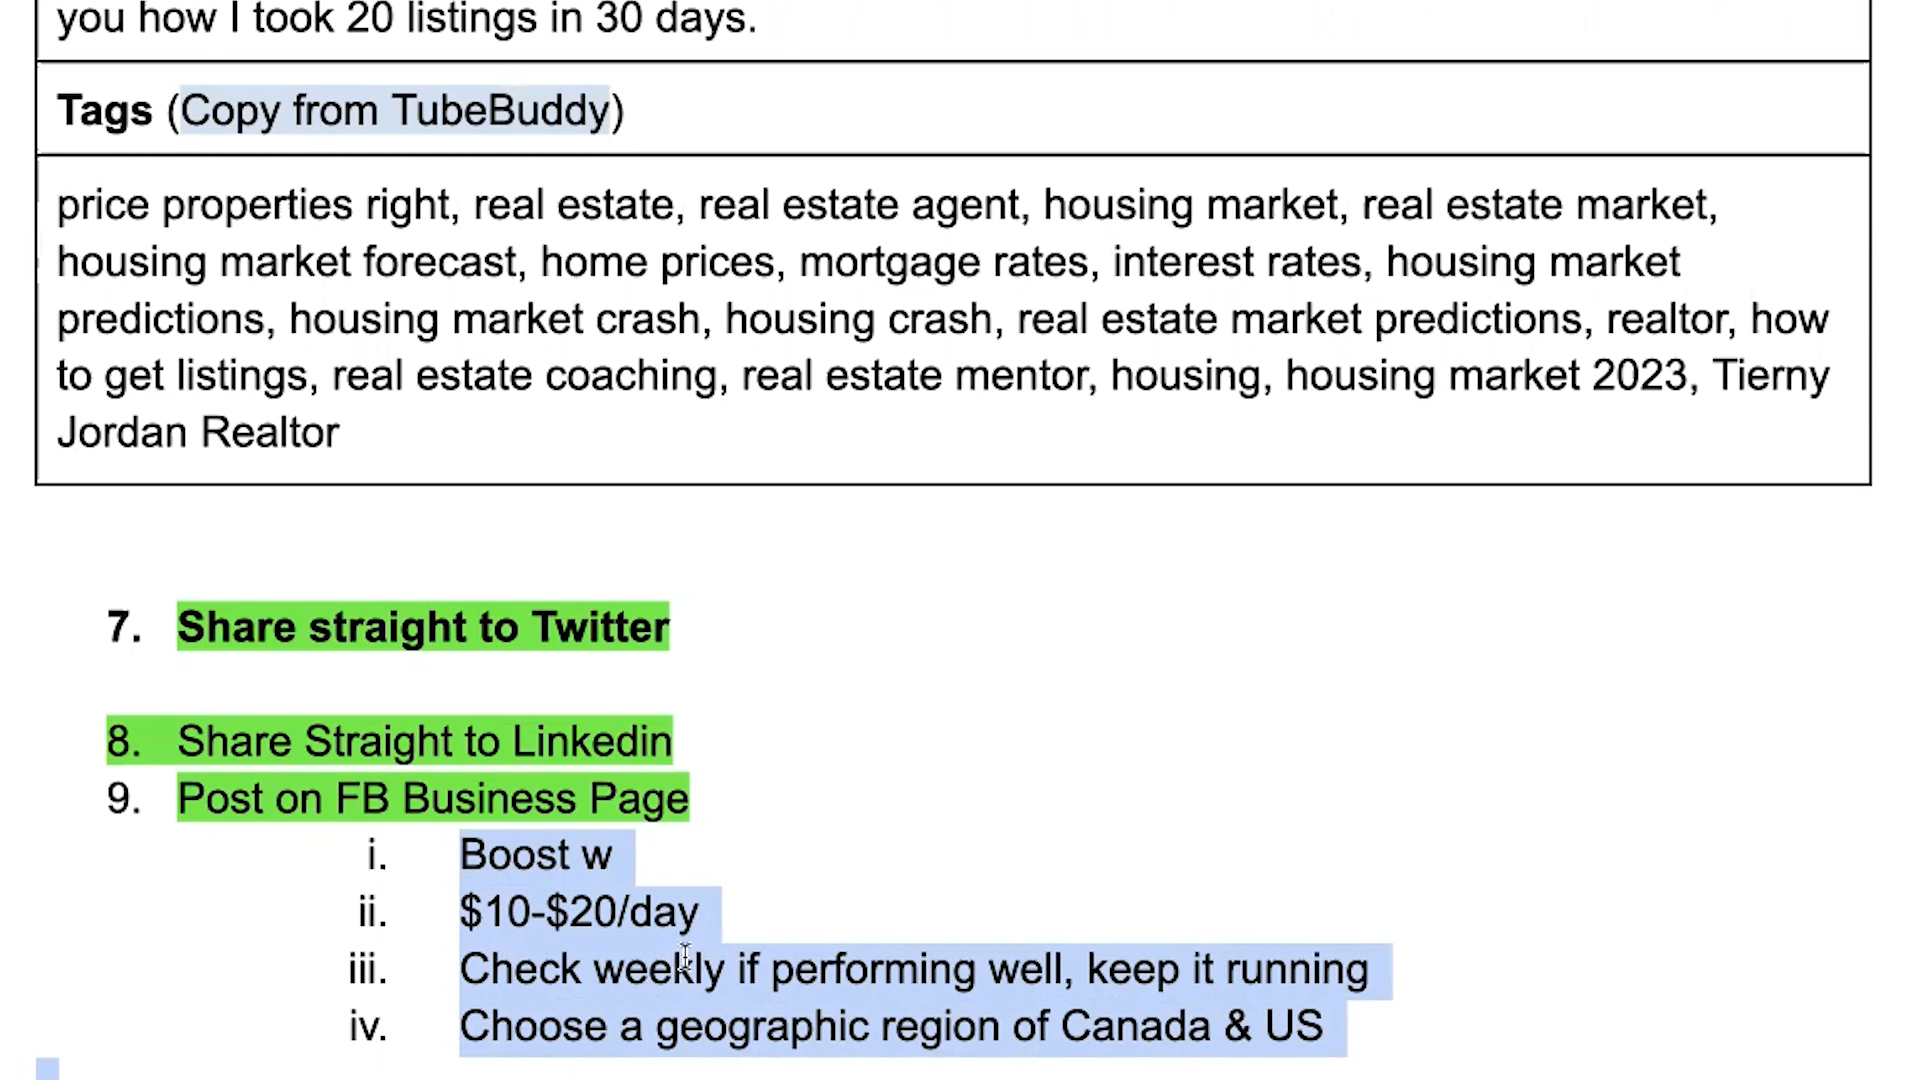 you how I took 20 listings in 30 days.
Tags (Copy from TubeBuddy)
price properties right, real estate, real estate agent, housing market, real estate market,
housing market forecast, home prices, mortgage rates, interest rates, housing market
predictions, housing market crash, housing crash, real estate market predictions, realtor, how
to get listings, real estate coaching, real estate mentor, housing, housing market 2023, Tierny
Jordan Realtor
7. Share straight to Twitter
8. Share Straight to Linkedin
9. Post on FB Business Page
i. Boost w
ii. $10-$20/day
iii. Check weekly if performing well, keep it running
iv. Choose a geographic region of Canada & US